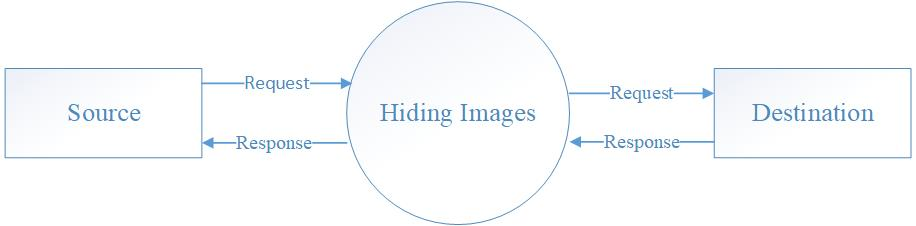 Request
Request
Source
Hiding Images
Destination
Response
Response